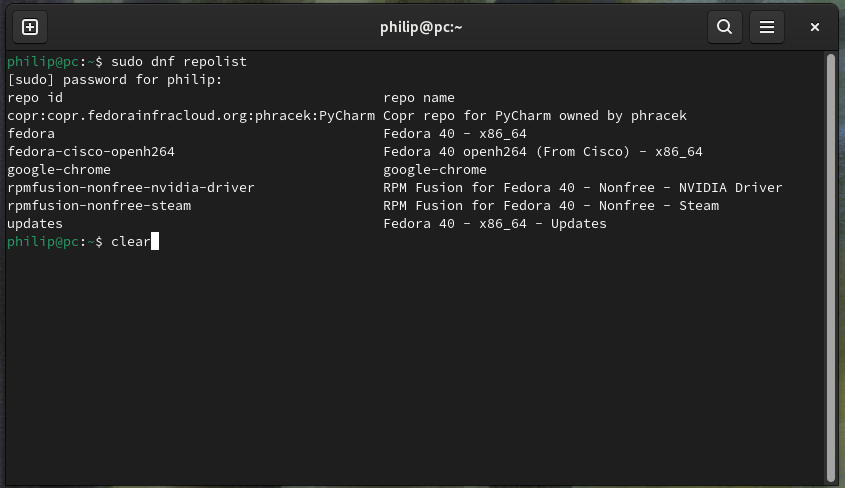 philip@pc:~
philip@pc:~$ sudo dnf repolist
[sudo] password for philip:
repo id repo name
copr:copr.fedorainfracloud.org:phracek:PyCharm Copr repo for PyCharm owned by phracek
fedora Fedora 40 - x86_64
fedora-cisco-openh264 Fedora 40 openh264 (From Cisco) - x86_64
google-chrome google-chrome
rpmfusion-nonfree-nvidia-driver RPM Fusion for Fedora 40 - Nonfree - NVIDIA Driver
rpmfusion-nonfree-steam RPM Fusion for Fedora 40 - Nonfree - Steam
updates Fedora 40 - x86_64 - Updates
philip@pc:~$ clear